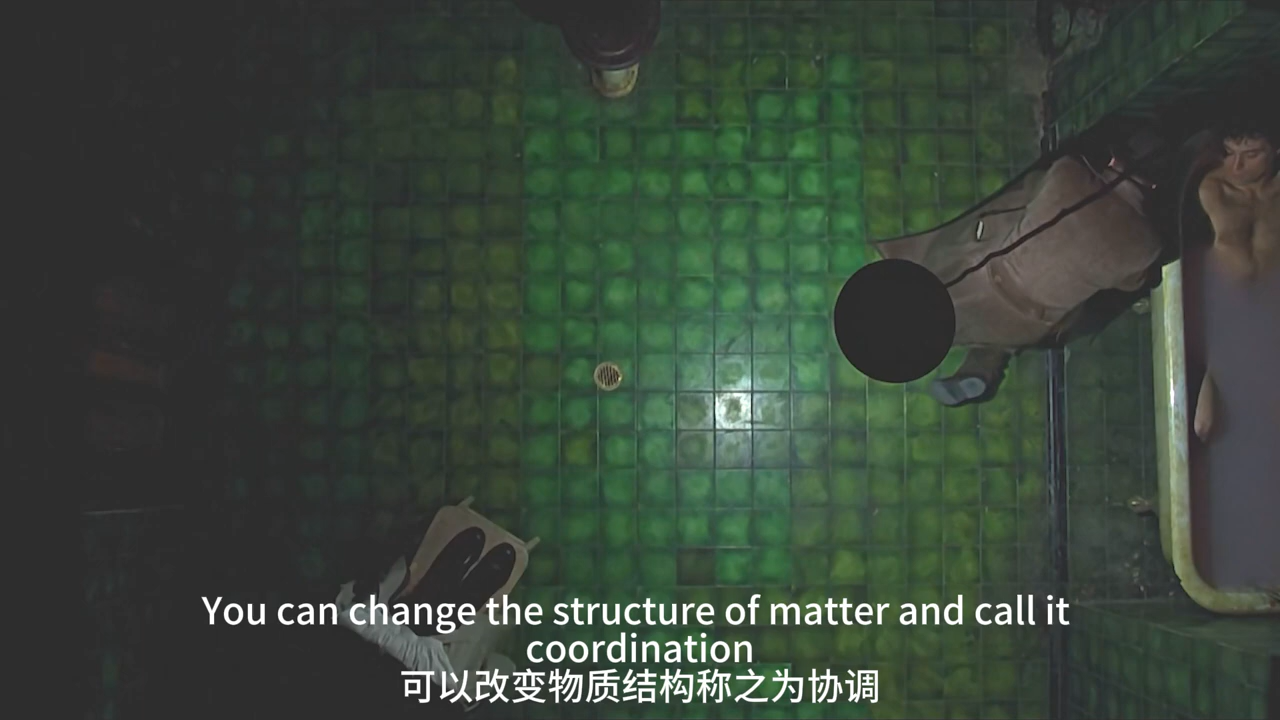 You can change the structure of matter and call it
coordination
可以改变物质结构称之为协调